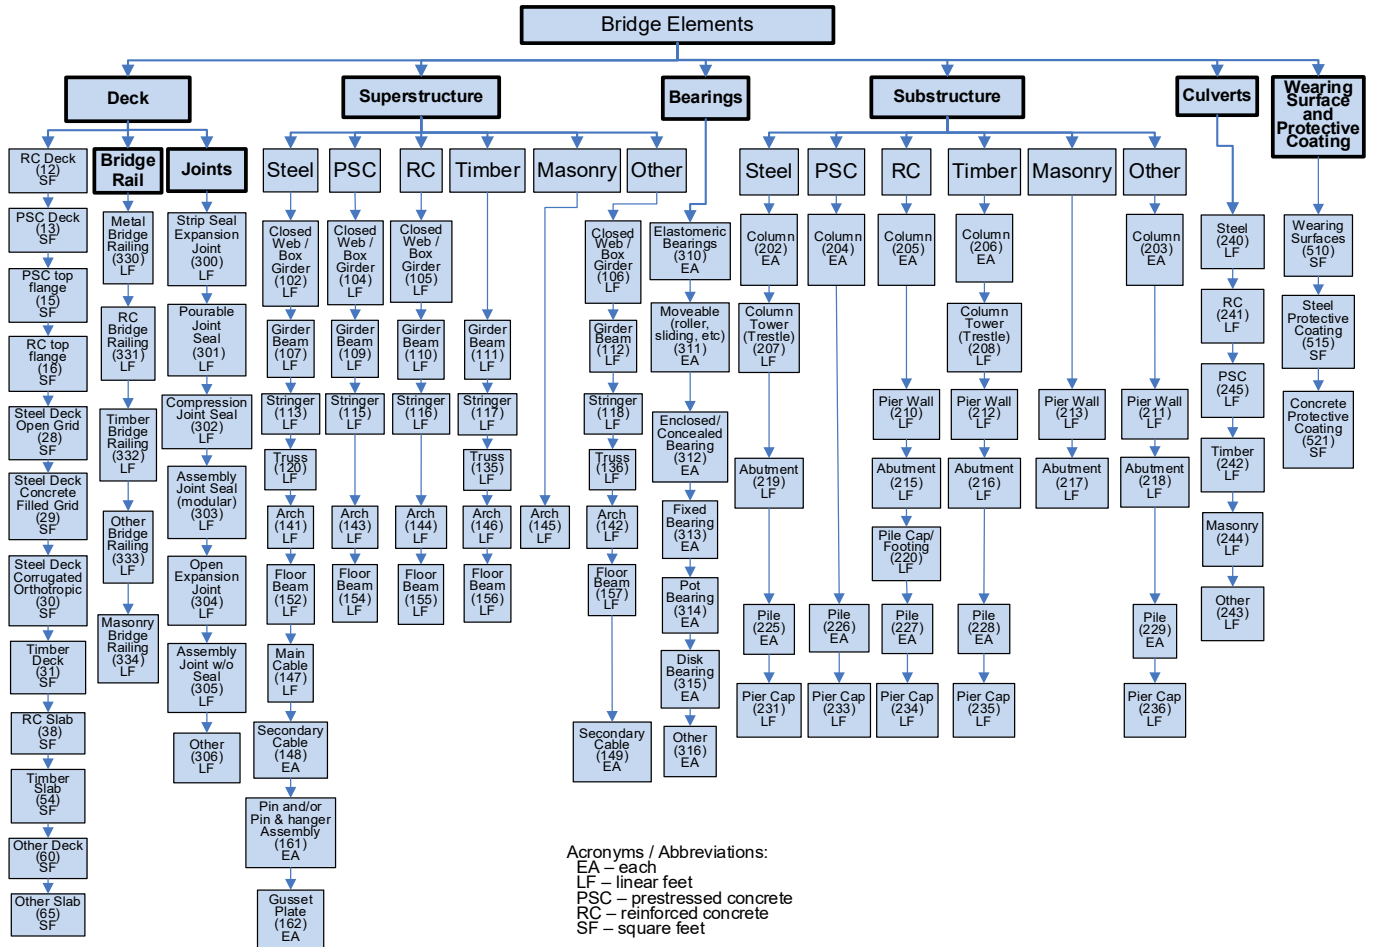 Bridge Elements
Deck
Superstructure
Bearings
Substructure
Culverts
Wearing
Surface
and
Protective
Coating
RC Deck
(12)
SF
PSC Deck
(13)
SF
PSC top
flange
(15)
SF
RC top
flange
(16)
SF
Steel Deck
Open Grid
(28)
SF
Steel Deck
Concrete
Filled Grid
(29)
SF
Steel Deck
Corrugated
Orthotropic
(30)
SF
Timber
Deck
(31)
SF
RC Slab
(38)
SF
Timber
Slab
(54)
SF
Other Deck
(60)
SF
Other Slab
(65)
SF
Bridge
Rail
Metal
Bridge
Railing
(330)
LF
RC
Bridge
Railing
(331)
LF
Timber
Bridge
Railing
(332)
LF
Other
Bridge
Railing
(333)
LF
Masonry
Bridge
Railing
(334)
LF
Joints
Strip Seal
Expansion
Joint
(300)
LF
Pourable
Joint
Seal
(301)
LF
Compression
Joint Seal
(302)
LF
Assembly
Joint Seal
(modular)
(303)
LF
Open
Expansion
Joint
(304)
LF
Assembly
Joint w/o
Seal
(305)
LF
Other
(306)
LF
Steel
Closed
Web /
Box
Girder
(102)
LF
Girder
Beam
(107)
LF
Stringer
(113)
LF
Truss
(120)
LF
Arch
(141)
LF
Floor
Beam
(152)
LF
Main
Cable
(147)
LF
Secondary
Cable
(148)
EA
Pin and/or
Pin & hanger
Assembly
(161)
EA
Gusset
Plate
(162)
EA
PSC
Closed
Web /
Box
Girder
(104)
LF
Girder
Beam
(109)
LF
Stringer
(115)
LF
Arch
(143)
LF
Floor
Beam
(154)
LF
RC
Closed
Web /
Box
Girder
(105)
LF
Girder
Beam
(110)
LF
Stringer
(116)
LF
Arch
(144)
LF
Floor
Beam
(155)
LF
Timber
Girder
Beam
(111)
LF
Stringer
(117)
LF
Truss
(135)
LF
Arch
(146)
LF
Floor
Beam
(156)
LF
Masonry
Arch
(145)
LF
Other
Closed
Web /
Box
Girder
(106)
LF
Girder
Beam
(112)
LF
Stringer
(118)
LF
Truss
(136)
LF
Arch
(142)
LF
Floor
Beam
(157)
LF
Secondary
Cable
(149)
EA
Elastomeric
Bearings
(310)
EA
Moveable
(roller,
sliding, etc)
(311)
EA
Enclosed/
Concealed
Bearing
(312)
EA
Fixed
Bearing
(313)
EA
Pot
Bearing
(314)
EA
Disk
Bearing
(315)
EA
Other
(316)
EA
Steel
Column
(202)
EA
Column
Tower
(Trestle)
(207)
LF
Abutment
(219)
LF
Pile
(225)
EA
Pier Cap
(231)
LF
PSC
Column
(204)
EA
Pile
(226)
EA
Pier Cap
(233)
LF
RC
Column
(205)
EA
Pier Wall
(210)
LF
Abutment
(215)
LF
Pile Cap/
Footing
(220)
LF
Pile
(227)
EA
Pier Cap
(234)
LF
Timber
Column
(206)
EA
Column
Tower
(Trestle)
(208)
LF
Pier Wall
(212)
LF
Abutment
(216)
LF
Pile
(228)
EA
Pier Cap
(235)
LF
Masonry
Pier Wall
(213)
LF
Abutment
(217)
LF
Other
Column
(203)
EA
Pier Wall
(211)
LF
Abutment
(218)
LF
Pile
(229)
EA
Pier Cap
(236)
LF
Steel
(240)
LF
RC
(241)
LF
PSC
(245)
LF
Timber
(242)
LF
Masonry
(244)
LF
Other
(243)
LF
Wearing
Surfaces
(510)
SF
Steel
Protective
Coating
(515)
SF
Concrete
Protective
Coating
(521)
SF
Acronyms / Abbreviations:
EA – each
LF – linear feet
PSC – prestressed concrete
RC – reinforced concrete
SF – square feet